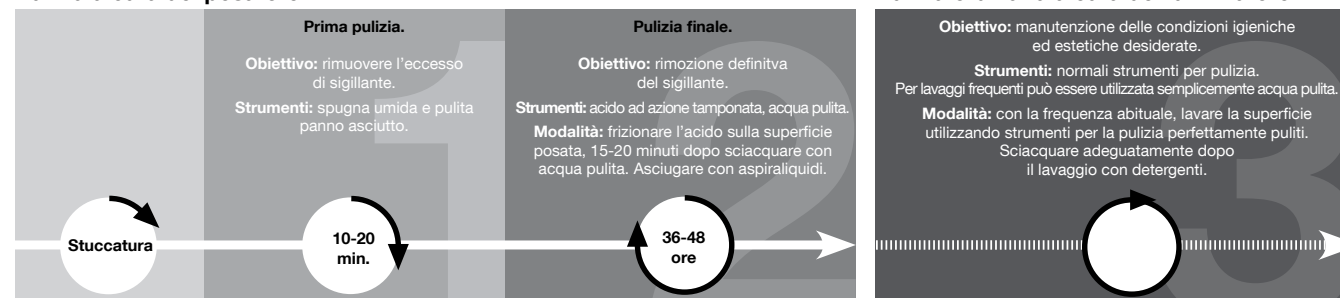 Prima pulizia.
Obiettivo: rimuovere l'eccesso
di sigillante.
Strumenti: spugna umida e pulita
panno asciutto.
1
Stuccatura
10-20
min.
Pulizia finale.
Obiettivo: rimozione definitva
del sigillante.
Strumenti: acido ad azione tamponata, acqua pulita.
Modalità: frizionare l'acido sulla superficie
posata, 15-20 minuti dopo sciacquare con
acqua pulita. Asciugare con aspiraliquidi.
2
36-48
ore
Obiettivo: manutenzione delle condizioni igieniche
ed estetiche desiderate.
Strumenti: normali strumenti per pulizia.
Per lavaggi frequenti può essere utilizzata semplicemente acqua pulita.
Modalità: con la frequenza abituale, lavare la superficie
utilizzando strumenti per la pulizia perfettamente puliti.
Sciacquare adeguatamente dopo
il lavaggio con detergenti.
3